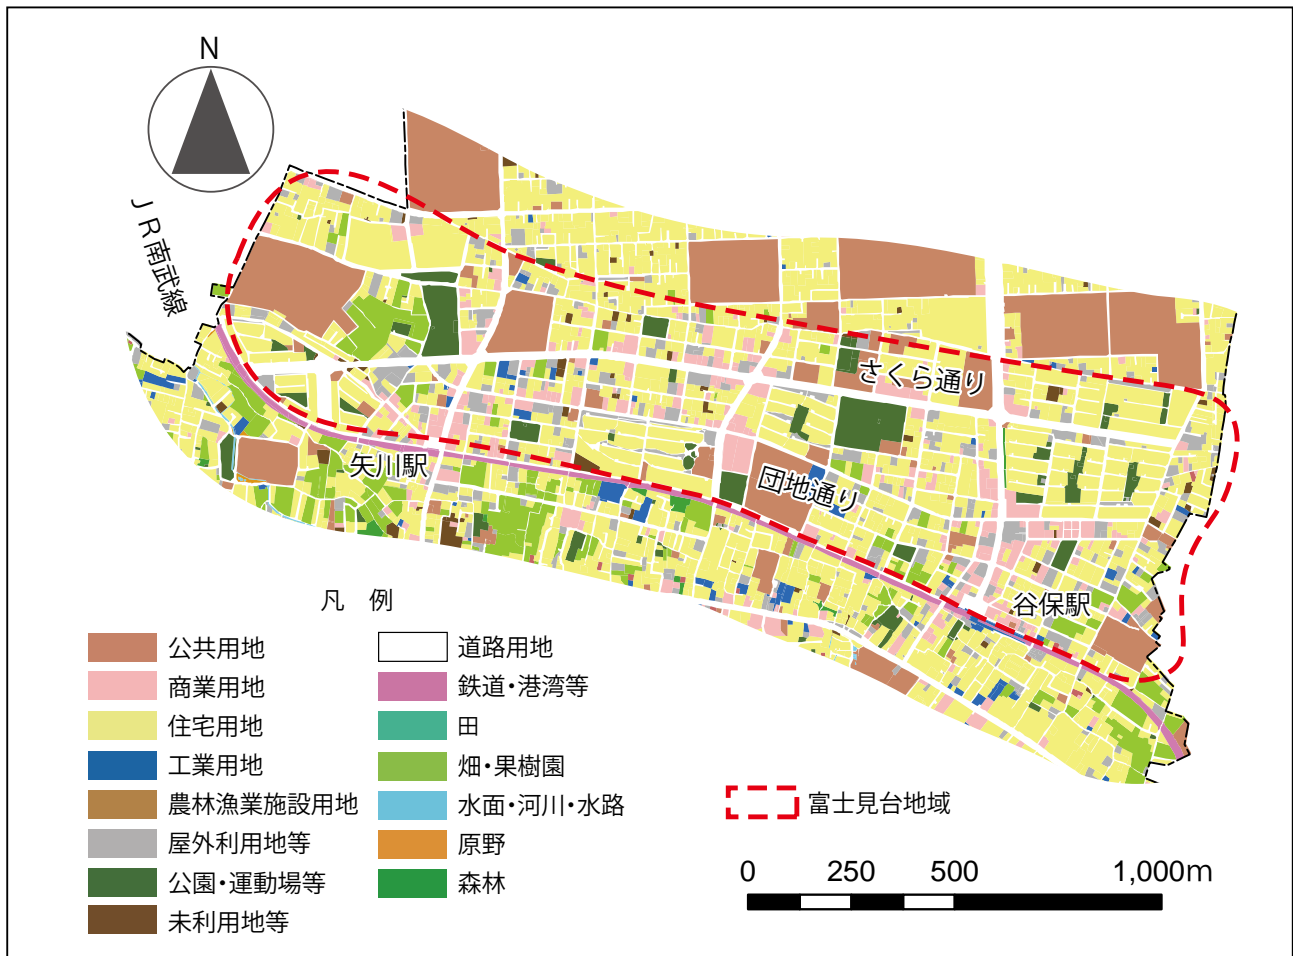 N
JR南武線
さくら通り
矢川駅
団地通り
谷保駅
凡 例
公共用地
商業用地
住宅用地
工業用地
農林漁業施設用地
屋外利用地等
公園・運動場等
未利用地等
道路用地
鉄道・港湾等
田
畑・果樹園
水面・河川・水路
原野
森林
富士見台地域
0 250 500 1,000m